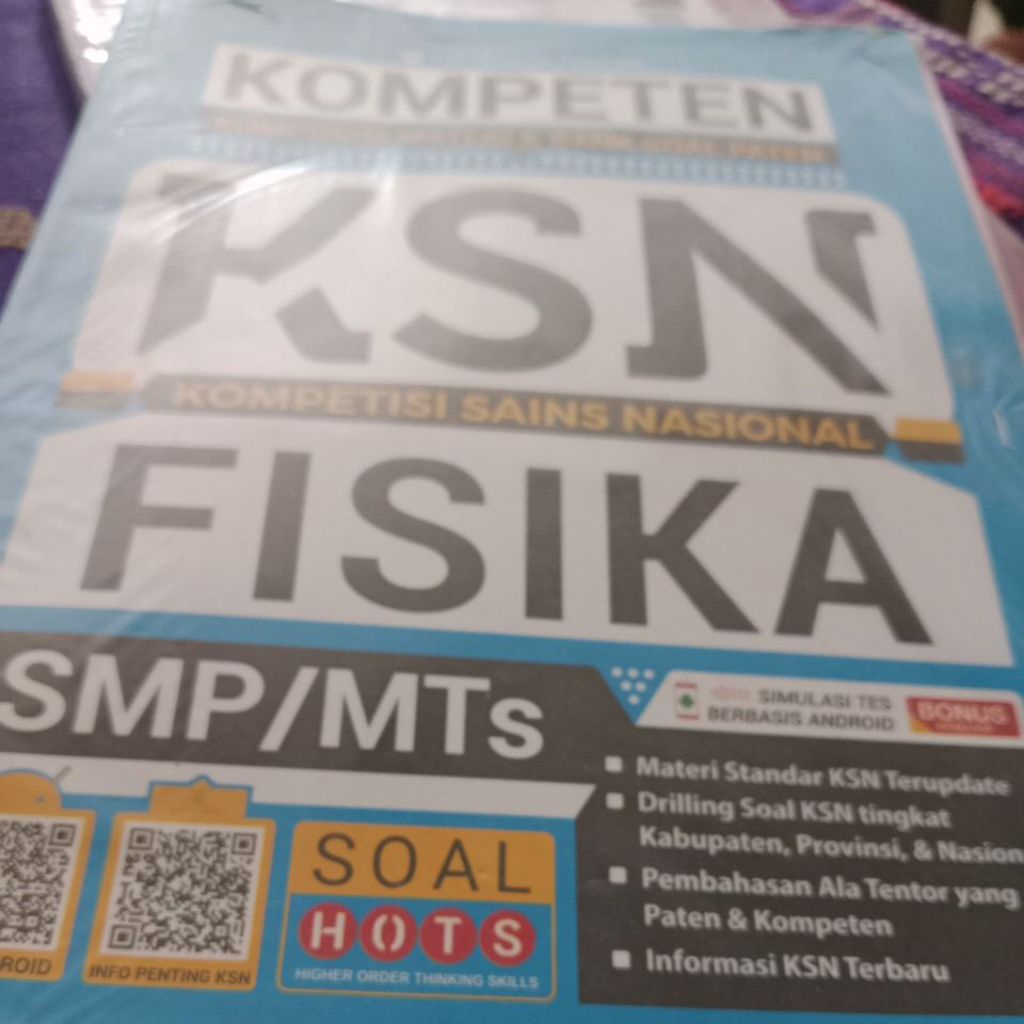 KOMPETEN
KSN
KOMPETISI SAINS NASIONAL
FISIKA
SMP/MTs
SIMULASI TES
BERBASIS ANDROID
BONUS
Materi Standar KSN Terupdate
Drilling Soal KSN tingkat
Kabupaten, Provinsi, & Nasion
Pembahasan Ala Tentor yang
Paten & Kompeten
Informasi KSN Terbaru
ROID
INFO PENTING KSN
SOAL
HOTS
HIGHER ORDER THINKING SKILLS